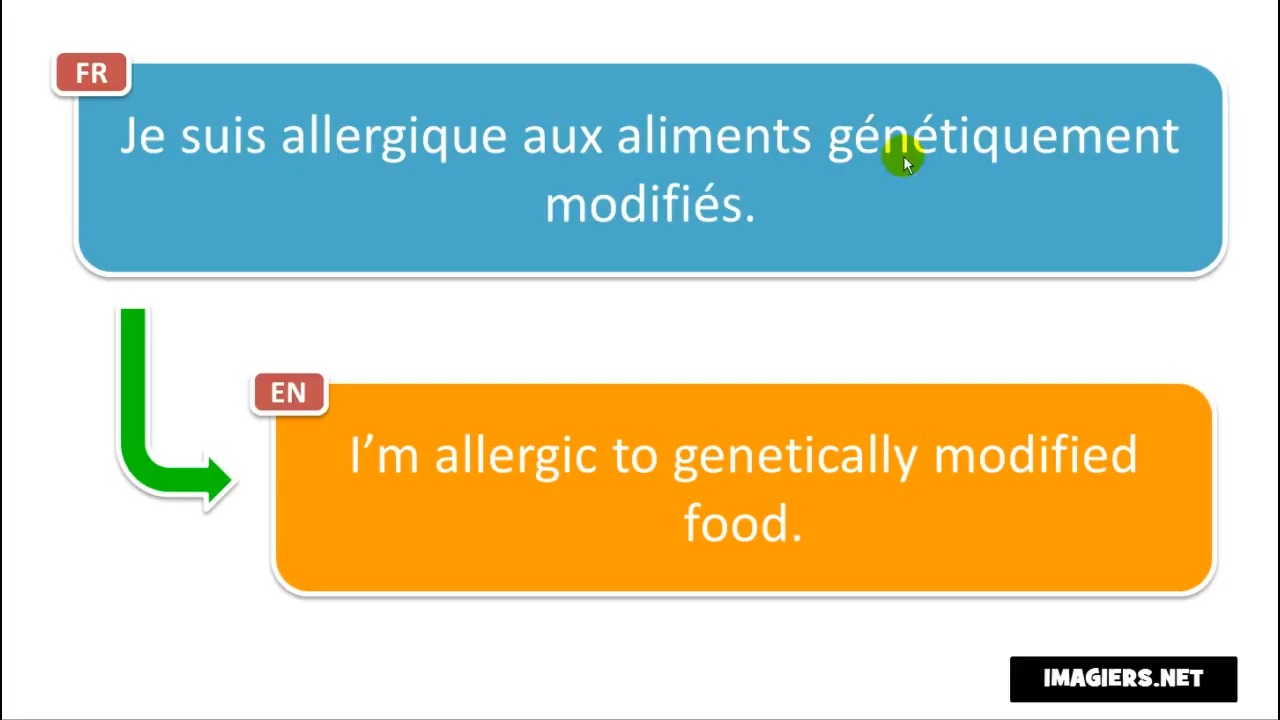 FR
Je suis allergique aux aliments génétiquement
modifiés.
EN
I’m allergic to genetically modified
food.
IMAGIERS.NET